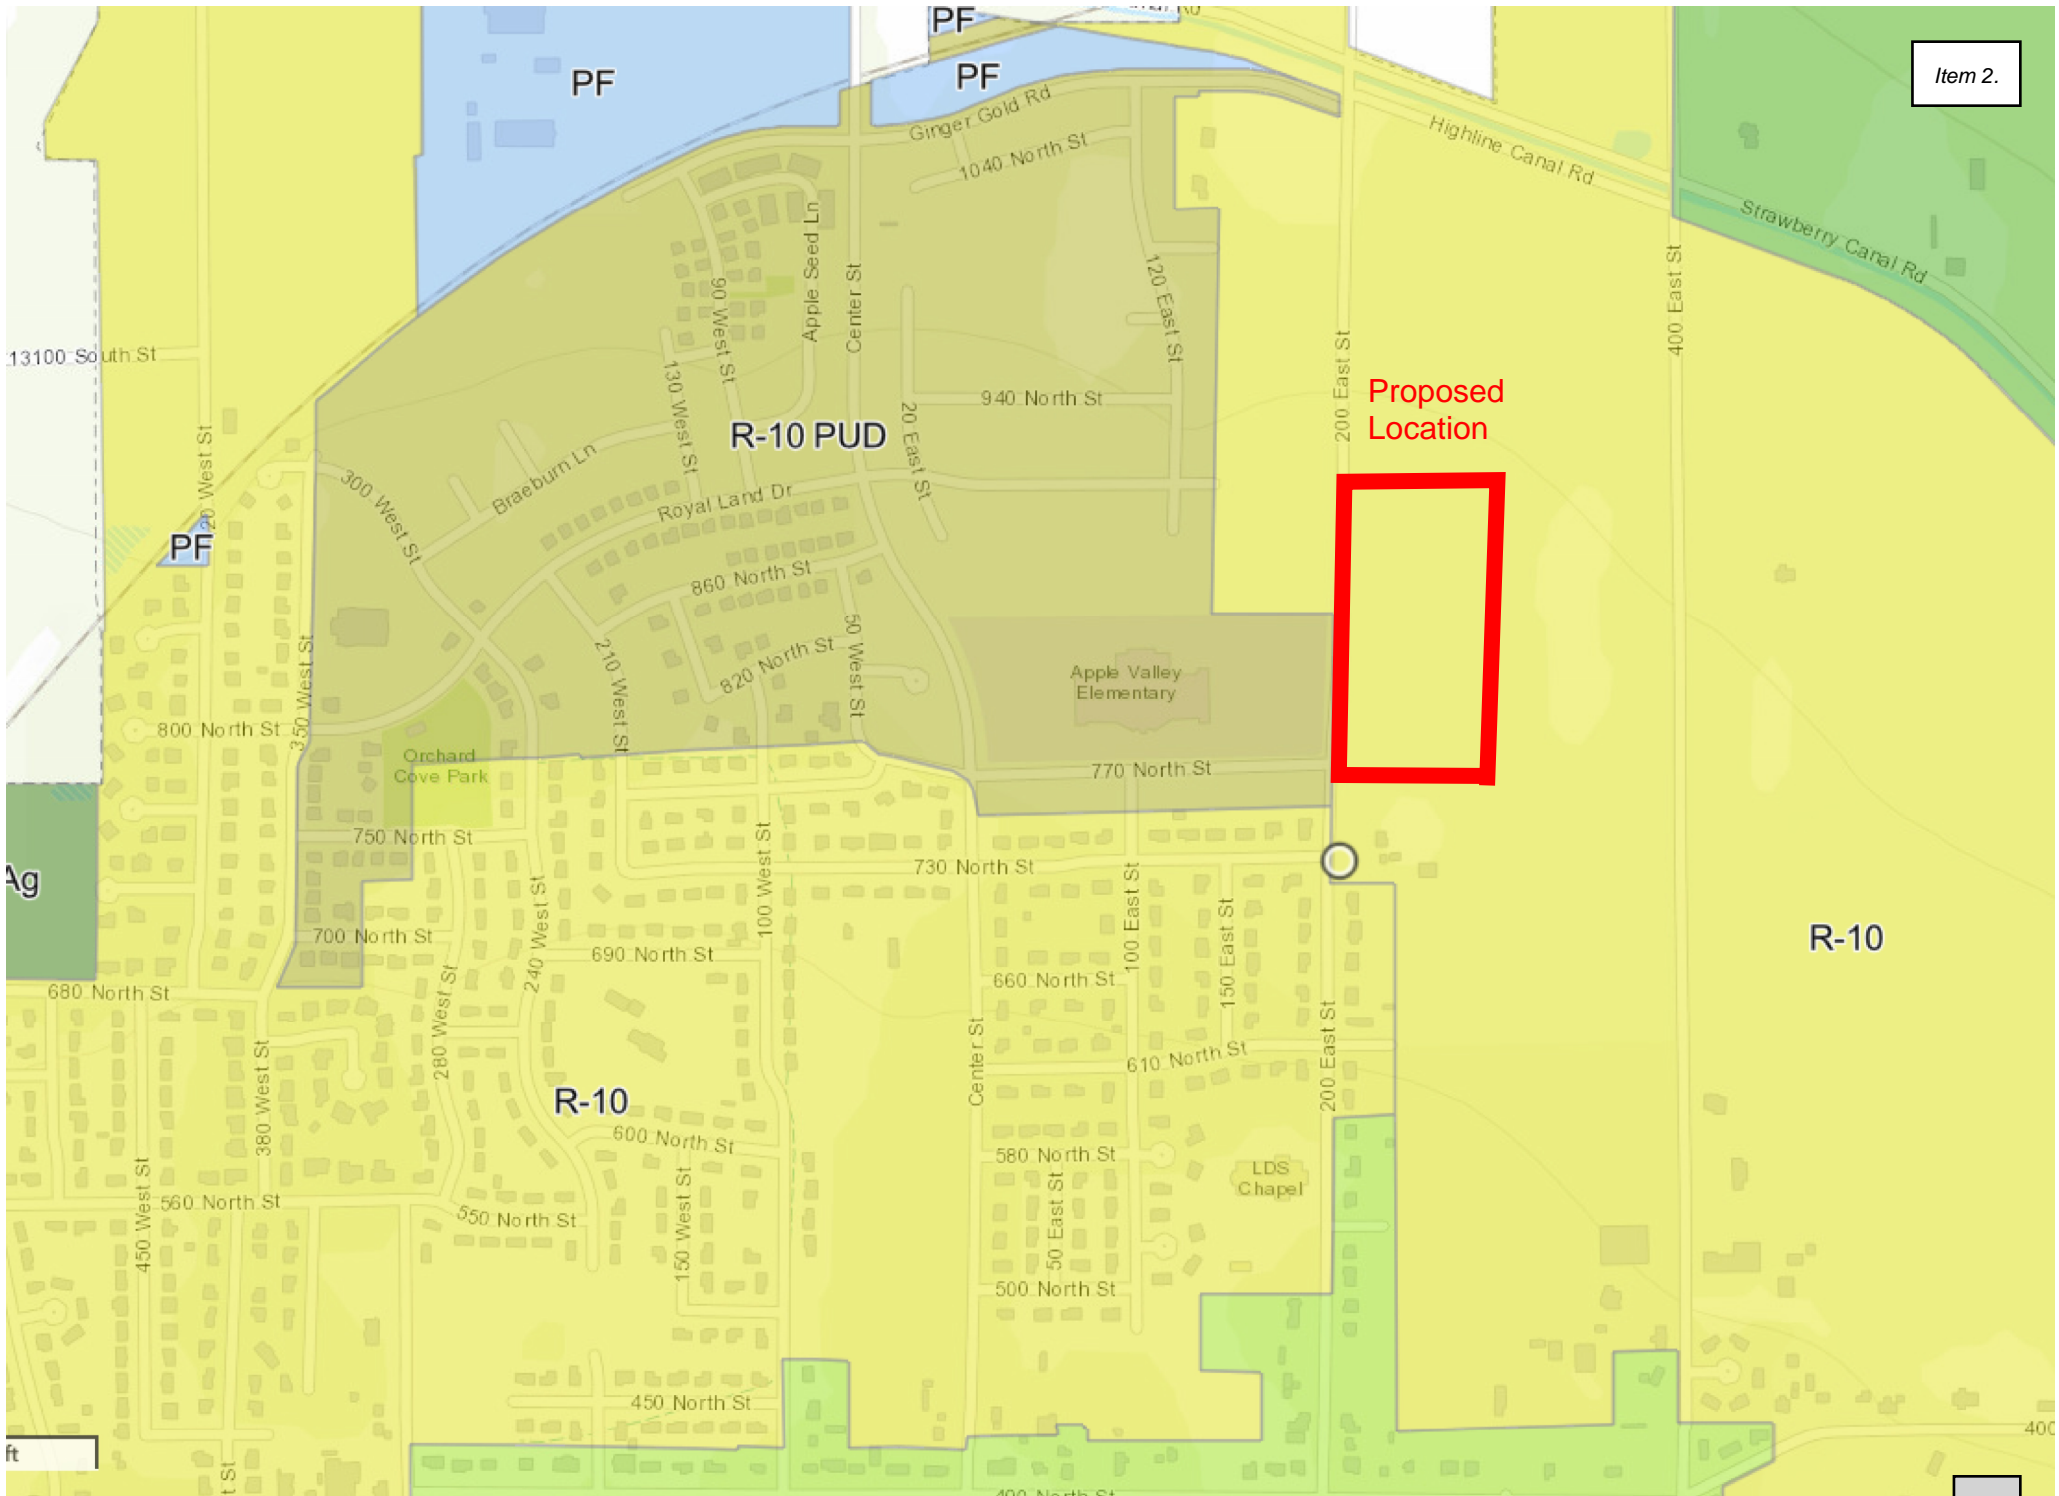 PF
PF
PF
Item 2.
Ginger Gold Rd
1040 North St
Highline Canal Rd
Strawberry Canal Rd
Apple Seed Ln
Center St
120 East St
90 West St
400 East St
200 East St
13100 South St
130 West St
940 North St
Proposed
Location
R-10 PUD
20 East St
Braeburn Ln
300 West St
Royal Land Dr
20 West St
PF
860 North St
50 West St
210 West St
820 North St
350 West St
Apple Valley
Elementary
800 North St
Orchard
Cove Park
770 North St
750 North St
730 North St
100 West St
Ag
240 West St
100 East St
150 East St
700 North St
690 North St
R-10
660 North St
680 North St
280 West St
Center St
200 East St
380 West St
610 North St
R-10
600 North St
580 North St
LDS
Chapel
450 West St
560 North St
550 North St
150 West St
50 East St
500 North St
450 North St
400
ft
t St
400 North St